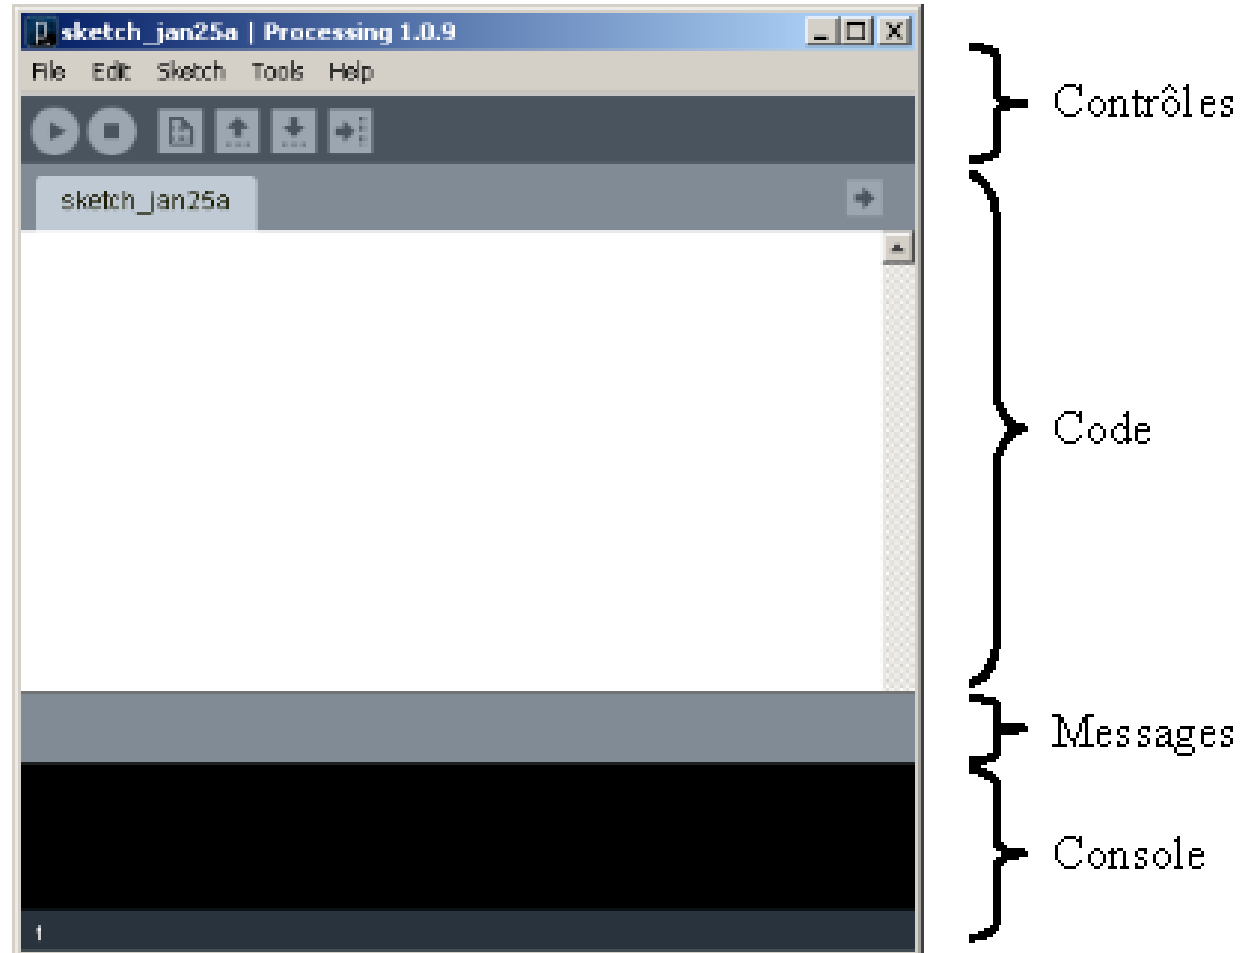 sketch_jan25a | Processing 1.0.9
File Edit Sketch Tools Help
Contrôles
sketch_jan25a
Code
Messages
Console
1